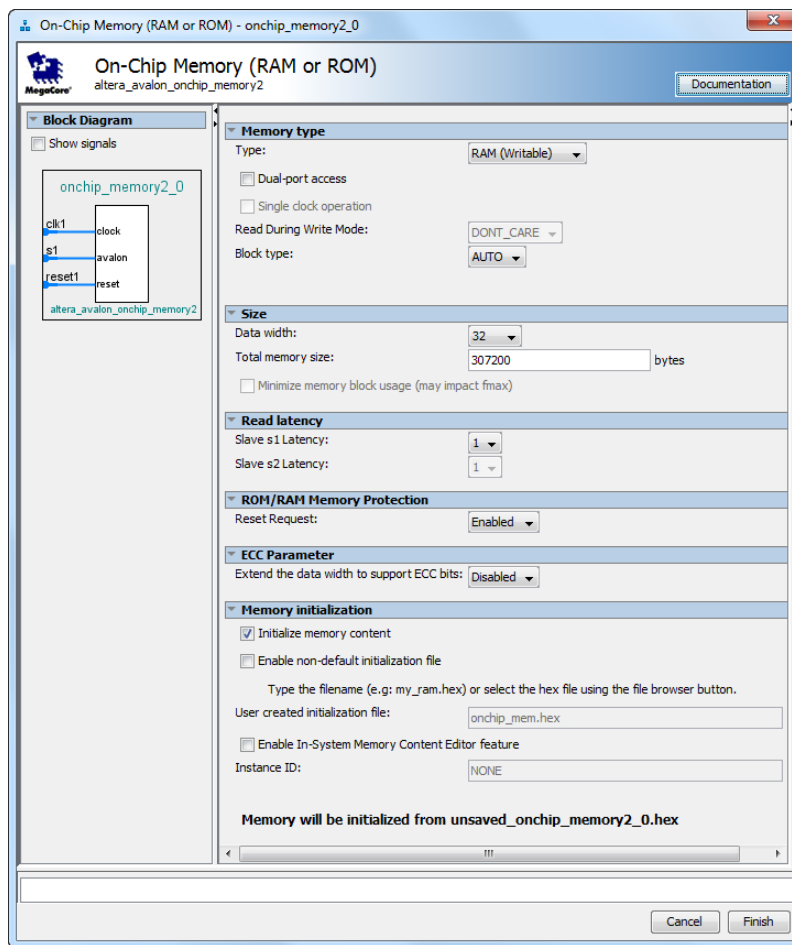 On-Chip Memory (RAM or ROM) - onchip_memory2_0
MegaCore®
On-Chip Memory (RAM or ROM)
altera_avalon_onchip_memory2
Documentation
Block Diagram
Show signals
onchip_memory2_0
clk1
clock
s1
avalon
reset1
reset
altera_avalon_onchip_memory2
Memory type
Type: RAM (Writable)
Dual-port access
Single clock operation
Read During Write Mode: DONT_CARE
Block type: AUTO
Size
Data width: 32
Total memory size: 307200 bytes
Minimize memory block usage (may impact fmax)
Read latency
Slave s1 Latency: 1
Slave s2 Latency: 1
ROM/RAM Memory Protection
Reset Request: Enabled
ECC Parameter
Extend the data width to support ECC bits: Disabled
Memory initialization
Initialize memory content
Enable non-default initialization file
Type the filename (e.g: my_ram.hex) or select the hex file using the file browser button.
User created initialization file: onchip_mem.hex
Enable In-System Memory Content Editor feature
Instance ID: NONE
Memory will be initialized from unsaved_onchip_memory2_0.hex
Cancel Finish